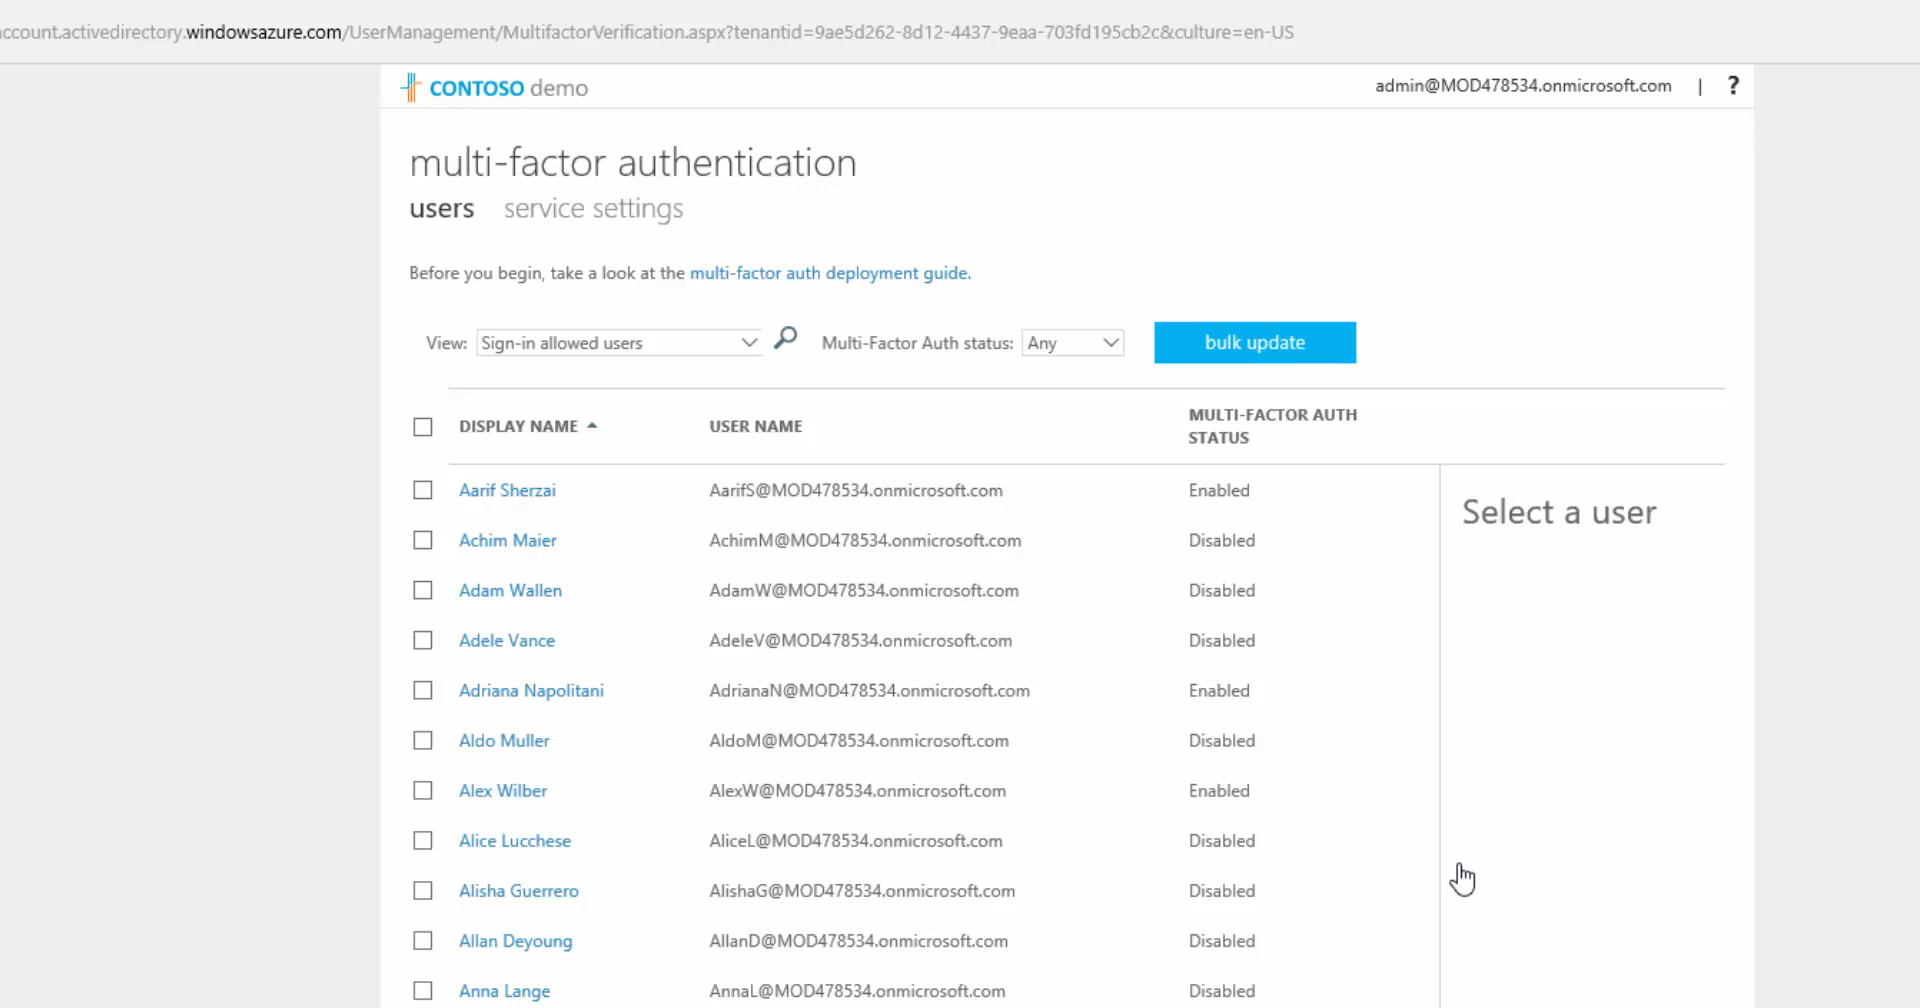 ccount.activedirectory.windowsazure.com/UserManagement/MultifactorVerification.aspx?tenantid=9ae5d262-8d12-4437-9eaa-703fd195cb2c&culture=en-US
CONTOSO demo
admin@MOD478534.onmicrosoft.com | ?
multi-factor authentication
users service settings
Before you begin, take a look at the multi-factor auth deployment guide.
View: Sign-in allowed users Multi-Factor Auth status: Any bulk update
DISPLAY NAME USER NAME MULTI-FACTOR AUTH
STATUS
Aarif Sherzai AarifS@MOD478534.onmicrosoft.com Enabled
Select a user
Achim Maier AchimM@MOD478534.onmicrosoft.com Disabled
Adam Wallen AdamW@MOD478534.onmicrosoft.com Disabled
Adele Vance AdeleV@MOD478534.onmicrosoft.com Disabled
Adriana Napolitani AdrianaN@MOD478534.onmicrosoft.com Enabled
Aldo Muller AldoM@MOD478534.onmicrosoft.com Disabled
Alex Wilber AlexW@MOD478534.onmicrosoft.com Enabled
Alice Lucchese AliceL@MOD478534.onmicrosoft.com Disabled
Alisha Guerrero AlishaG@MOD478534.onmicrosoft.com Disabled
Allan Deyoung AllanD@MOD478534.onmicrosoft.com Disabled
Anna Lange AnnaL@MOD478534.onmicrosoft.com Disabled